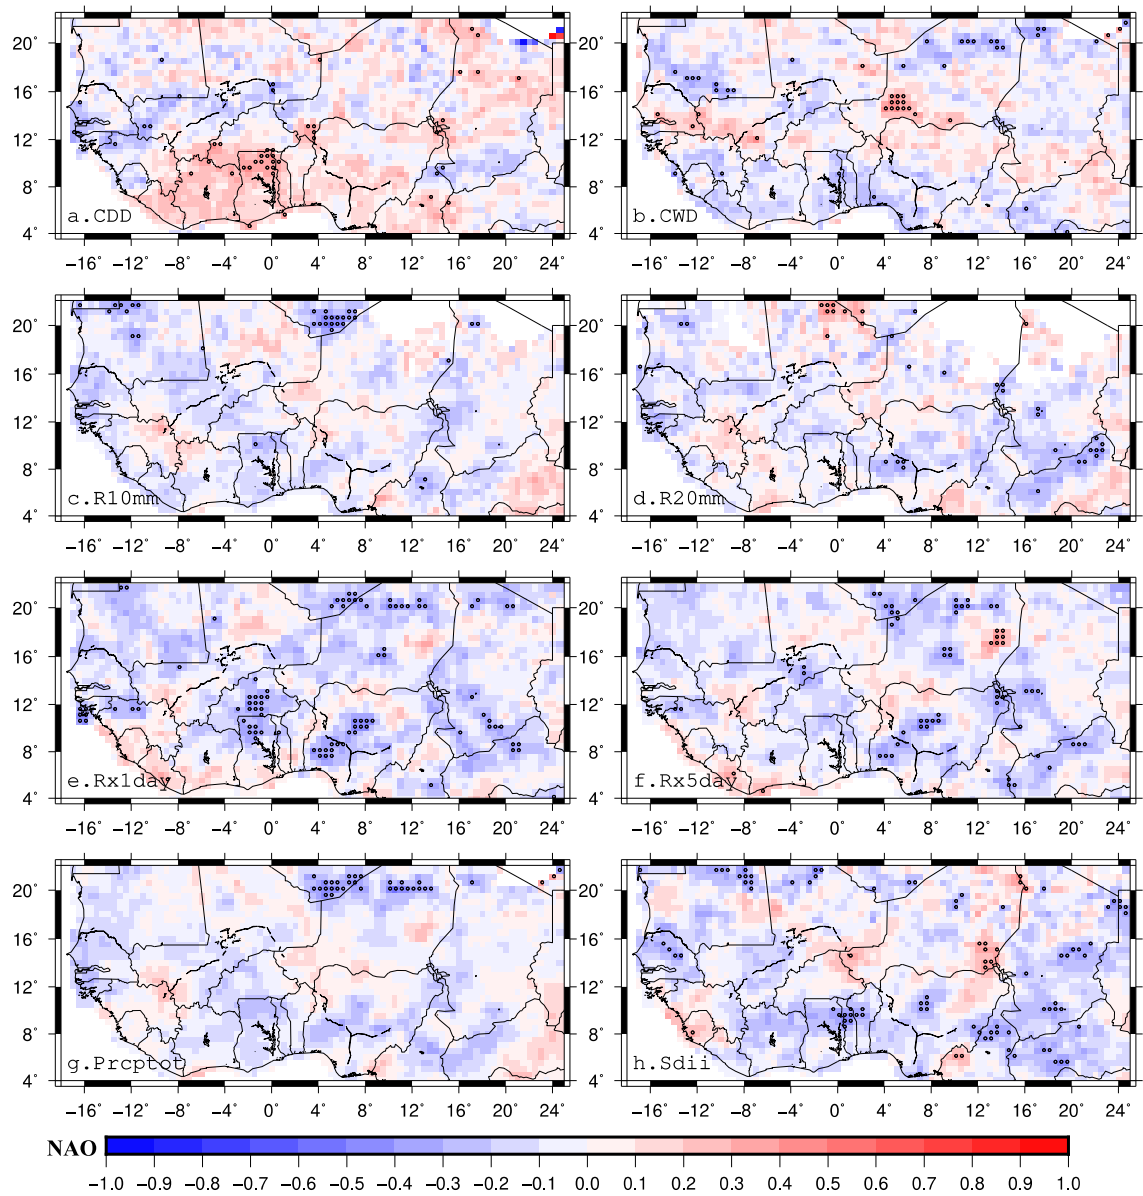 20° 20°
16° 16°
12° 12°
8° 8°
a.CDD b.CWD
4° 4°
−16 −12 −8 −4 0 4 8 12 16 20 24 −16 −12 −8 −4 0 4 8 12 16 20 24
20° 20°
16° 16°
12° 12°
8° 8°
c.R10mm d.R20mm
4° 4°
−16 −12 −8 −4 0 4 8 12 16 20 24 −16 −12 −8 −4 0 4 8 12 16 20 24
20° 20°
16° 16°
12° 12°
8° 8°
e.Rx1day f.Rx5day
4° 4°
−16 −12 −8 −4 0 4 8 12 16 20 24 −16 −12 −8 −4 0 4 8 12 16 20 24
20° 20°
16° 16°
12° 12°
8° 8°
g.Prcptot h.Sdii
4° 4°
−16 −12 −8 −4 0 4 8 12 16 20 24 −16 −12 −8 −4 0 4 8 12 16 20 24
NAO
−1.0 −0.9 −0.8 −0.7 −0.6 −0.5 −0.4 −0.3 −0.2 −0.1 0.0 0.1 0.2 0.3 0.4 0.5 0.6 0.7 0.8 0.9 1.0